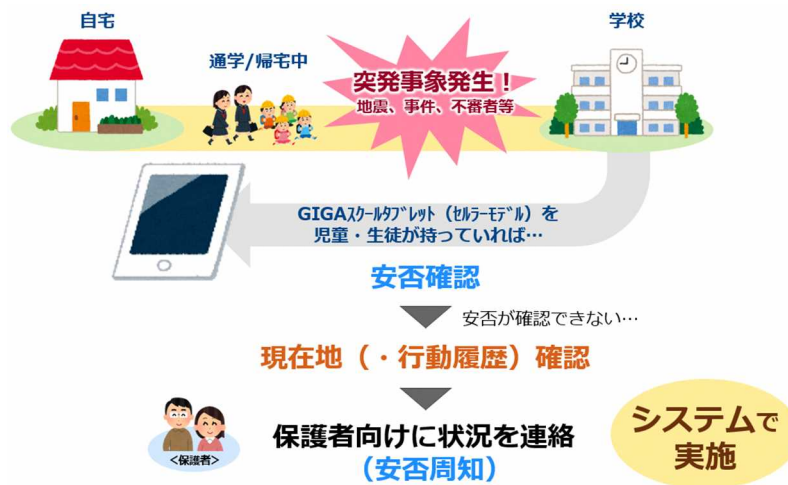 自宅
学校
通学/帰宅中
突発事象発生！
地震、事件、不審者等
GIGAｽｸｰﾙﾀﾌﾞﾚｯﾄ（ｾﾙﾗｰﾓﾃﾞﾙ）を
児童・生徒が持っていれば…
安否確認
安否が確認できない…
現在地（・行動履歴）確認
保護者向けに状況を連絡
（安否周知）
<保護者>
システムで
実施